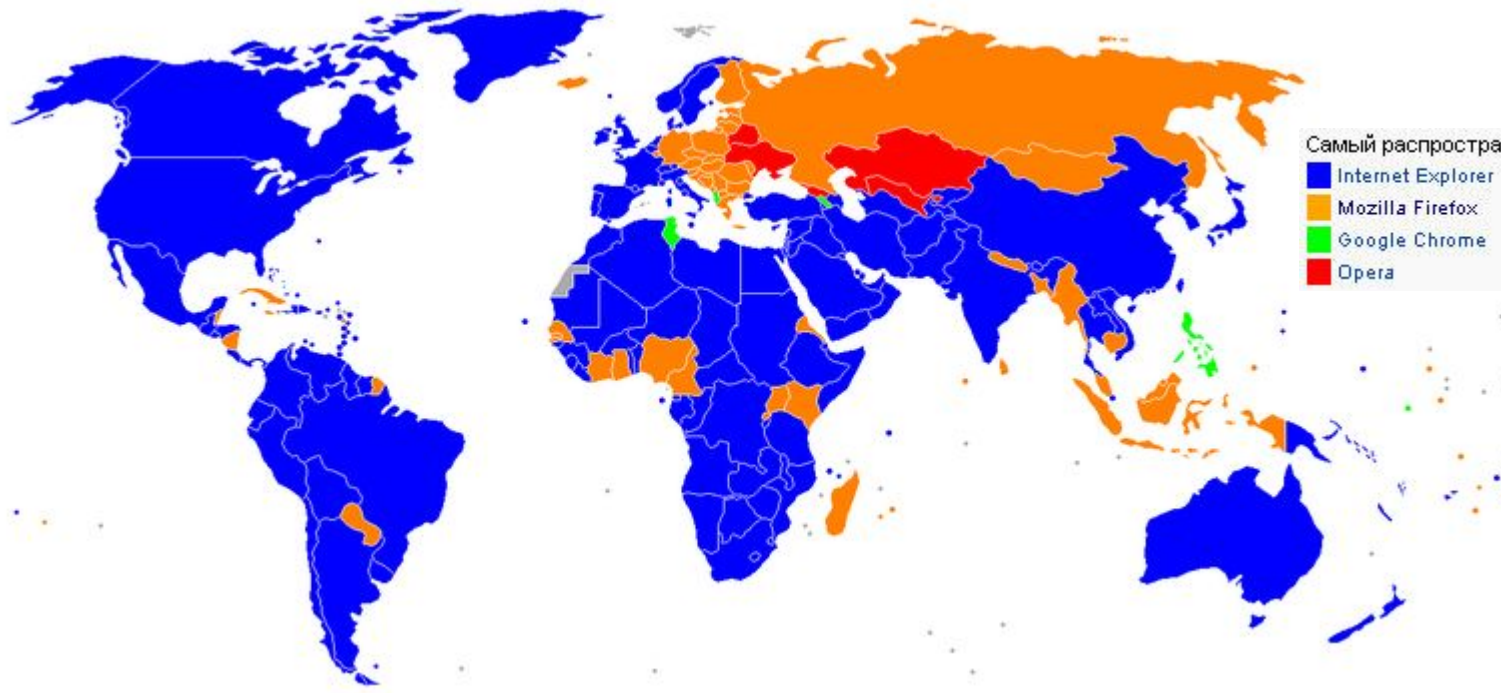 Самый распростра
Internet Explorer
Mozilla Firefox
Google Chrome
Opera